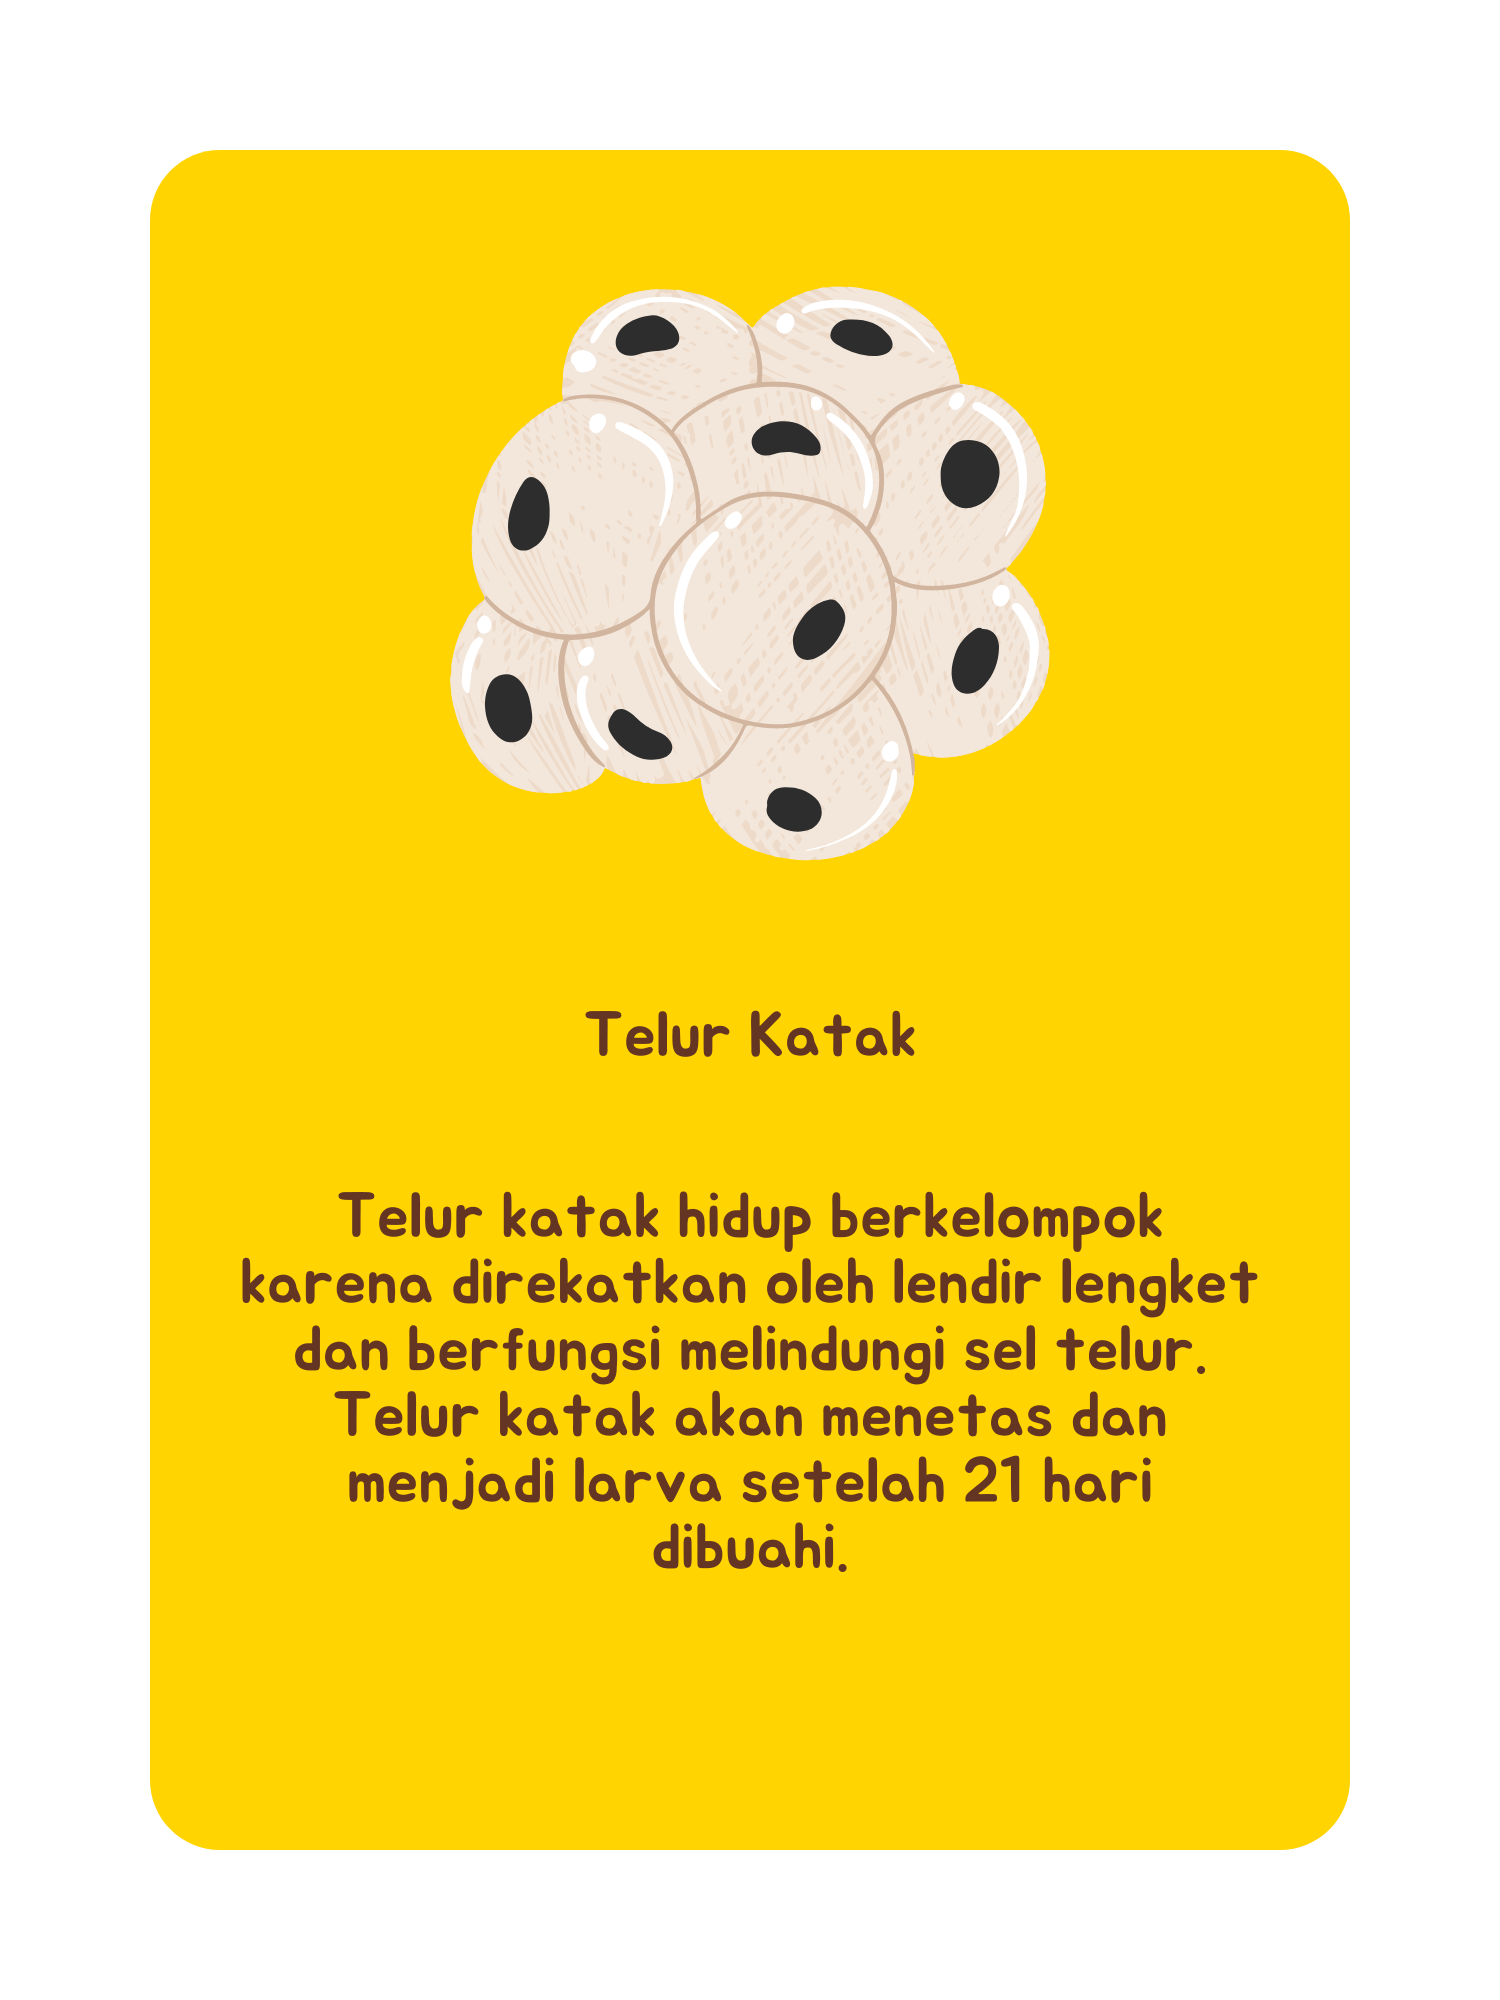 Telur Katak
Telur katak hidup berkelompok
karena direkatkan oleh lendir lengket
dan berfungsi melindungi sel telur.
Telur katak akan menetas dan
menjadi larva setelah 21 hari
dibuahi.